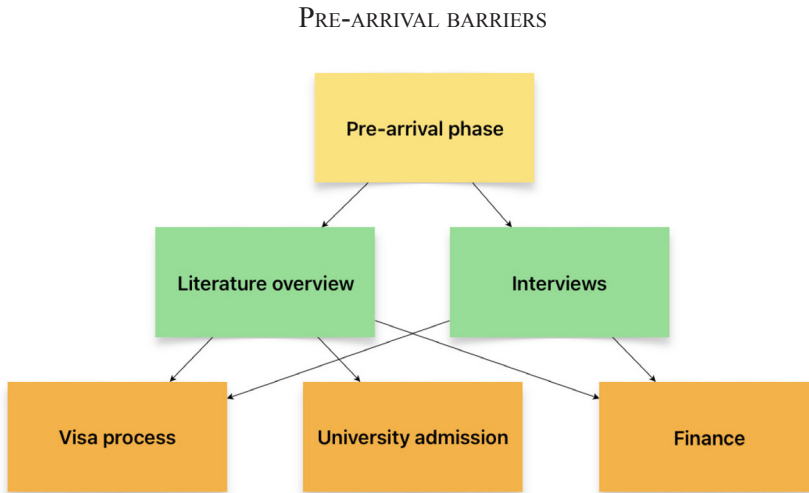 PRE-ARRIVAL BARRIERS
Pre-arrival phase
Literature overview
Interviews
Visa process
University admission
Finance